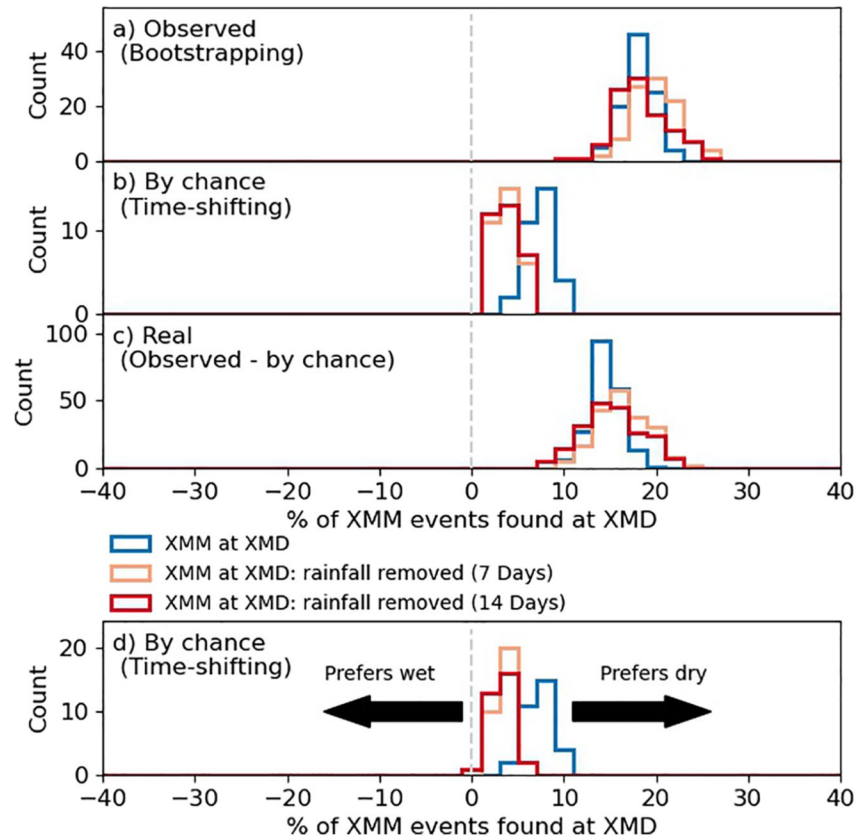 a) Observed
(Bootstrapping)
Count
40
20
0
b) By chance
(Time-shifting)
Count
10
0
c) Real
(Observed - by chance)
Count
100
50
0
−40 −30 −20 −10 0 10 20 30 40
% of XMM events found at XMD
XMM at XMD
XMM at XMD: rainfall removed (7 Days)
XMM at XMD: rainfall removed (14 Days)
d) By chance
(Time-shifting)
Prefers wet
Prefers dry
Count
20
10
0
−40 −30 −20 −10 0 10 20 30 40
% of XMM events found at XMD